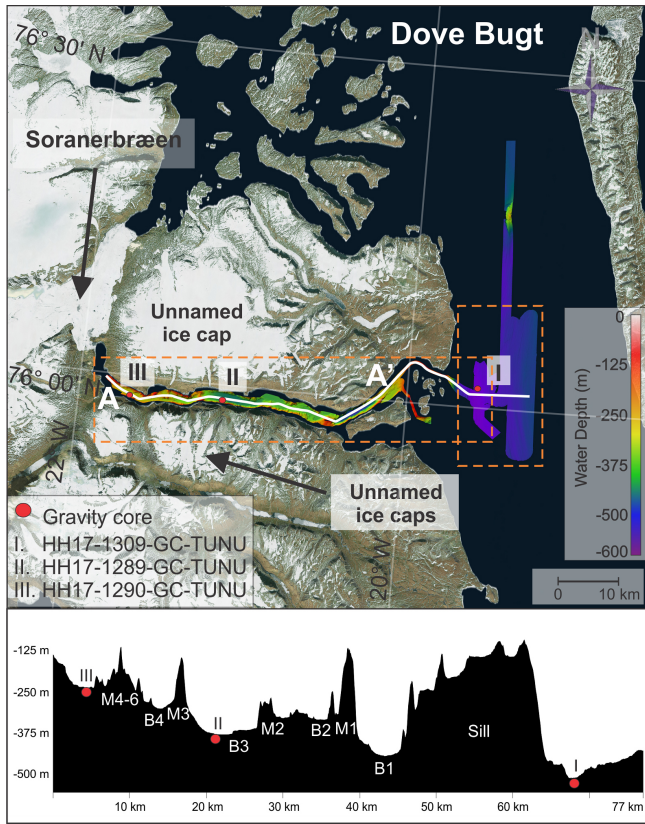 76° 30' N
Dove Bugt
N
Soranerbræen
Unnamed
ice cap
76° 00' N
III
II
A'
I
A
22° W
Unnamed
ice caps
20° W
0
-125
-250
-375
-500
-600
Water Depth (m)
0 10 km
Gravity core
I. HH17-1309-GC-TUNU
II. HH17-1289-GC-TUNU
III. HH17-1290-GC-TUNU
-125 m
-250 m
-375 m
-500 m
III
M4-6
B4
M3
II
B3
M2
B2
M1
B1
Sill
I
10 km 20 km 30 km 40 km 50 km 60 km 77 km